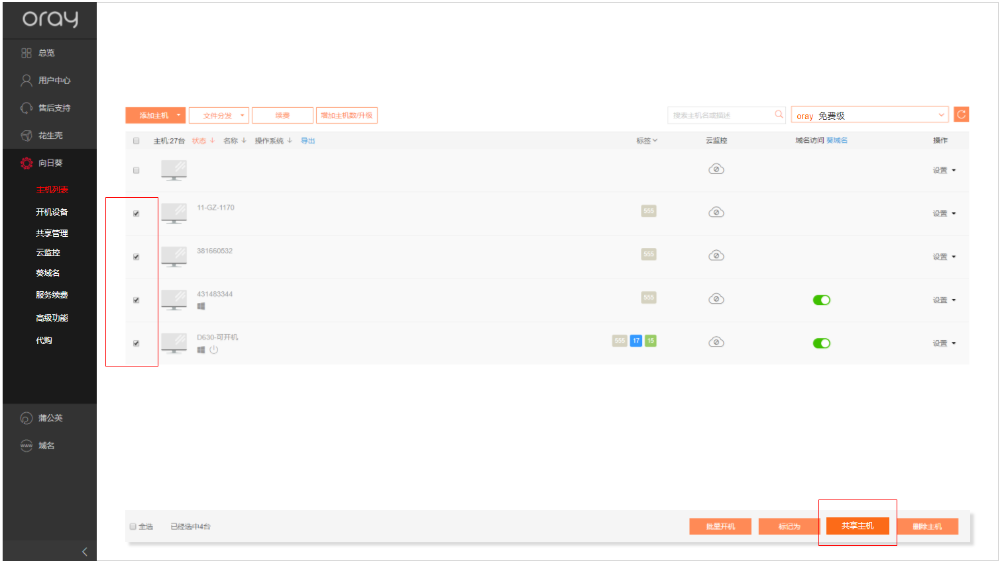 oray
总览
用户中心
售后支持
花生壳
向日葵
主机列表
开机设备
共享管理
云监控
葵域名
服务续费
高级功能
代购
蒲公英
www 域名
添加主机 文件分发 续费 增加主机数/升级 搜索主机名或描述 oray 免费级
主机:27台 状态 名称 操作系统 导出 标签 云监控 域名访问 葵域名 操作
设置
11-GZ-1170 555 设置
381660532 555 设置
431483344 555 设置
D630-可开机 555 17 15 设置
全选 已经选中4台 批量开机 标记为 共享主机 删除主机